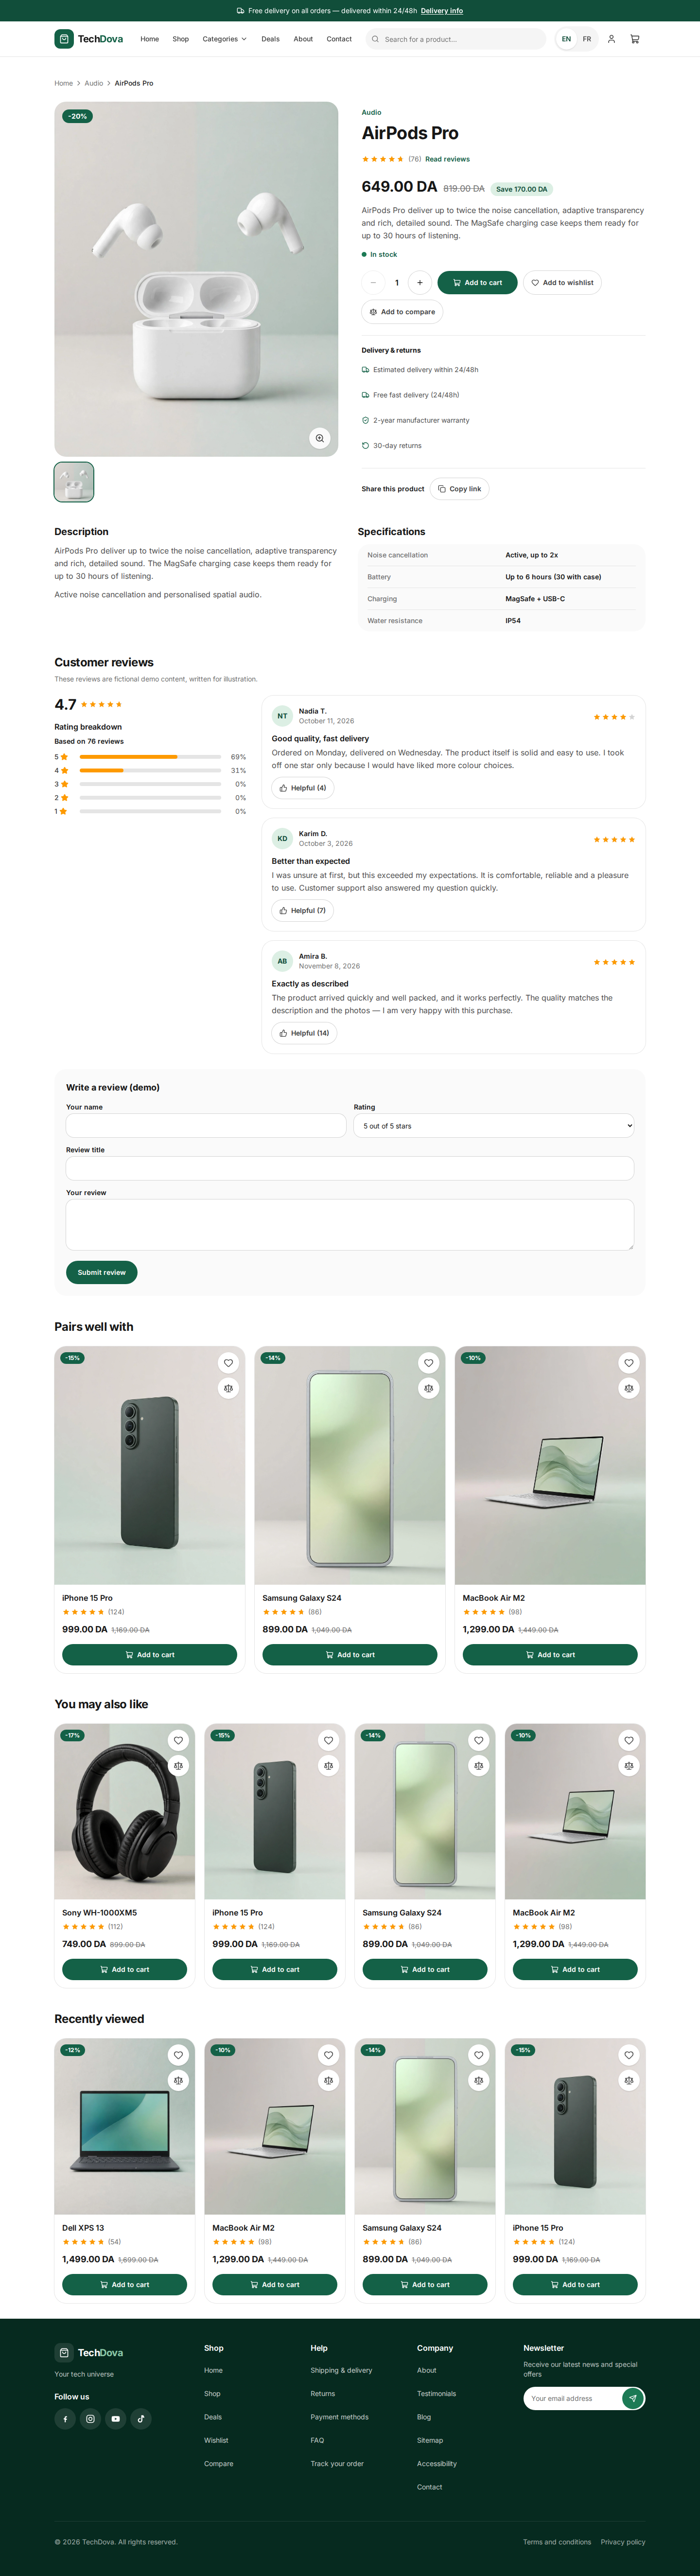 Free delivery on all orders — delivered within 24/48h Delivery info
TechDova
Home Shop Categories Deals About Contact
Search for a product...
EN FR
Home > Audio > AirPods Pro
-20%
Audio
AirPods Pro
(76) Read reviews
649.00 DA 819.00 DA Save 170.00 DA
AirPods Pro deliver up to twice the noise cancellation, adaptive transparency
and rich, detailed sound. The MagSafe charging case keeps them ready for
up to 30 hours of listening.
In stock
1
Add to cart
Add to wishlist
Add to compare
Delivery & returns
Estimated delivery within 24/48h
Free fast delivery (24/48h)
2-year manufacturer warranty
30-day returns
Share this product Copy link
Description
AirPods Pro deliver up to twice the noise cancellation, adaptive transparency
and rich, detailed sound. The MagSafe charging case keeps them ready for
up to 30 hours of listening.
Active noise cancellation and personalised spatial audio.
Specifications
Noise cancellation Active, up to 2x
Battery Up to 6 hours (30 with case)
Charging MagSafe + USB-C
Water resistance IP54
Customer reviews
These reviews are fictional demo content, written for illustration.
4.7
Rating breakdown
Based on 76 reviews
5 69%
4 31%
3 0%
2 0%
1 0%
NT
Nadia T.
October 11, 2026
Good quality, fast delivery
Ordered on Monday, delivered on Wednesday. The product itself is solid and easy to use. I took
off one star only because I would have liked more colour choices.
Helpful (4)
KD
Karim D.
October 3, 2026
Better than expected
I was unsure at first, but this exceeded my expectations. It is comfortable, reliable and a pleasure
to use. Customer support also answered my question quickly.
Helpful (7)
AB
Amira B.
November 8, 2026
Exactly as described
The product arrived quickly and well packed, and it works perfectly. The quality matches the
description and the photos — I am very happy with this purchase.
Helpful (14)
Write a review (demo)
Your name
Rating
5 out of 5 stars
Review title
Your review
Submit review
Pairs well with
-15%
iPhone 15 Pro
(124)
999.00 DA 1,169.00 DA
Add to cart
-14%
Samsung Galaxy S24
(86)
899.00 DA 1,049.00 DA
Add to cart
-10%
MacBook Air M2
(98)
1,299.00 DA 1,449.00 DA
Add to cart
You may also like
-17%
Sony WH-1000XM5
(112)
749.00 DA 899.00 DA
Add to cart
-15%
iPhone 15 Pro
(124)
999.00 DA 1,169.00 DA
Add to cart
-14%
Samsung Galaxy S24
(86)
899.00 DA 1,049.00 DA
Add to cart
-10%
MacBook Air M2
(98)
1,299.00 DA 1,449.00 DA
Add to cart
Recently viewed
-12%
Dell XPS 13
(54)
1,499.00 DA 1,699.00 DA
Add to cart
-10%
MacBook Air M2
(98)
1,299.00 DA 1,449.00 DA
Add to cart
-14%
Samsung Galaxy S24
(86)
899.00 DA 1,049.00 DA
Add to cart
-15%
iPhone 15 Pro
(124)
999.00 DA 1,169.00 DA
Add to cart
TechDova
Your tech universe
Follow us
Shop
Home
Shop
Deals
Wishlist
Compare
Help
Shipping & delivery
Returns
Payment methods
FAQ
Track your order
Company
About
Testimonials
Blog
Sitemap
Accessibility
Contact
Newsletter
Receive our latest news and special
offers
Your email address
© 2026 TechDova. All rights reserved.
Terms and conditions Privacy policy